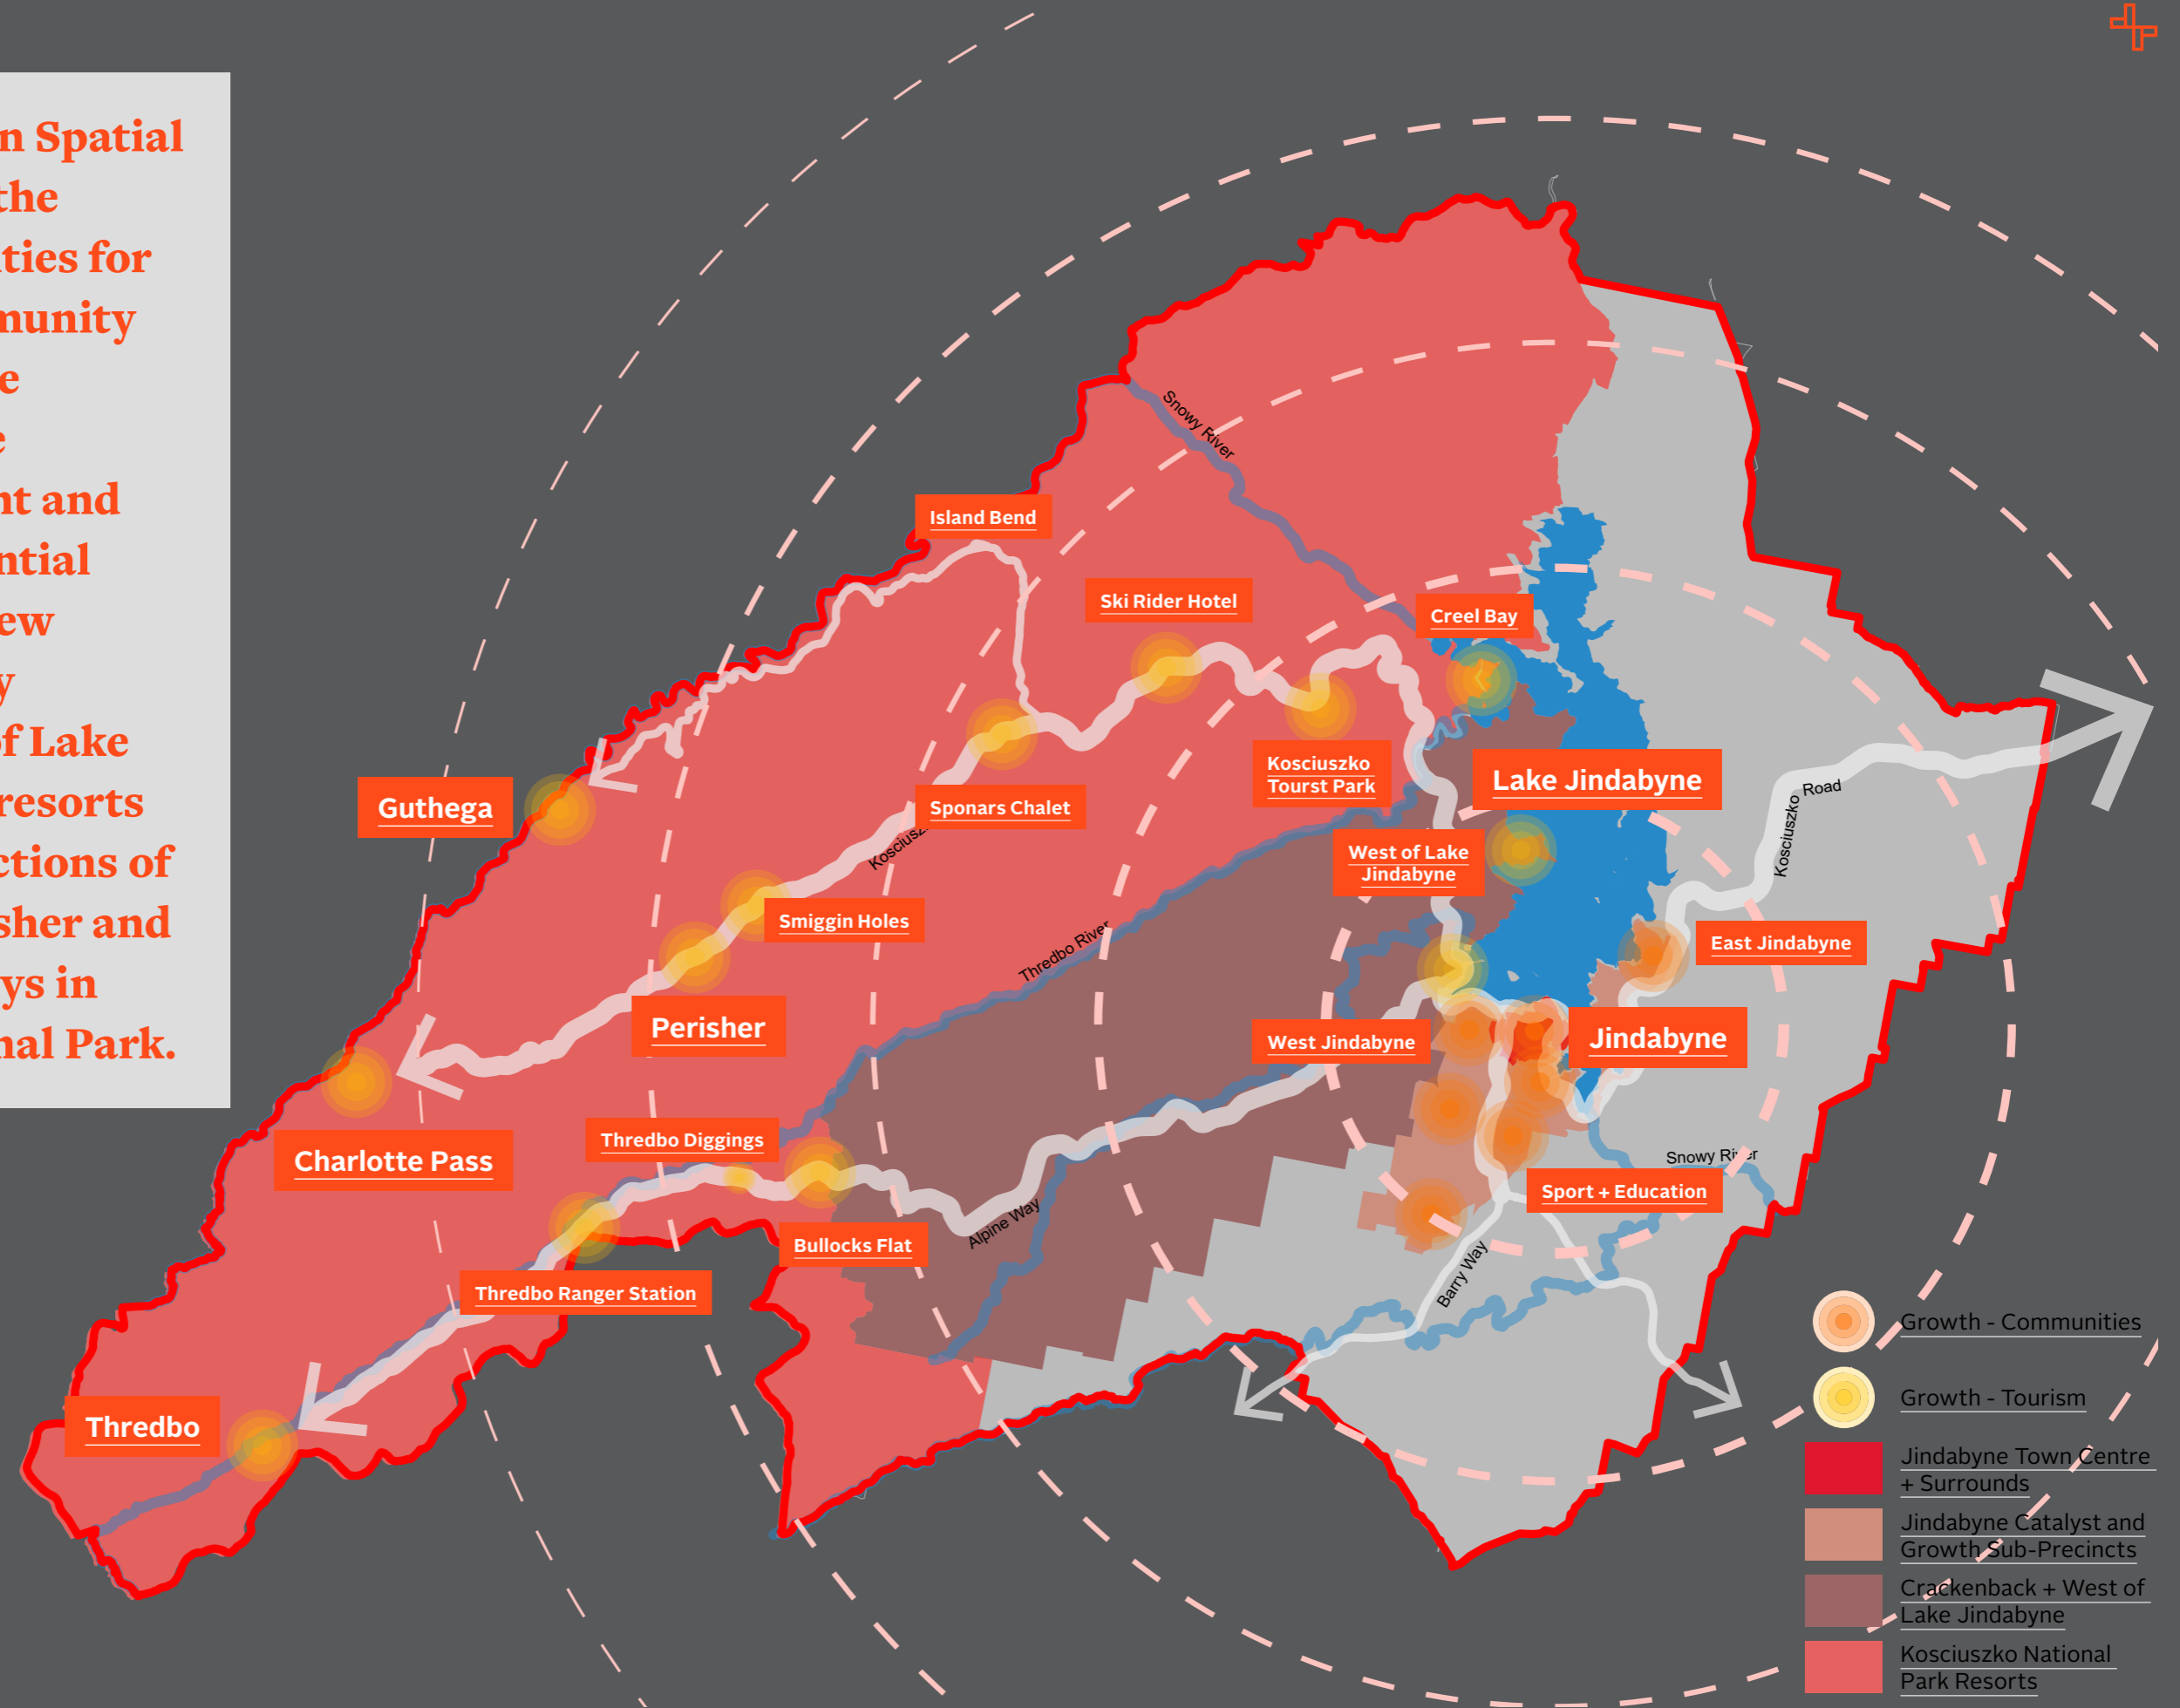 n Spatial
the
ties for
munity
e
e
nt and
ntial
ew
y
of Lake
resorts
ctions of
sher and
ys in
nal Park.
Snowy River
Island Bend
Ski Rider Hotel
Creel Bay
Kosciuszko
Tourst Park
Lake Jindabyne
Guthega
Sponars Chalet
Kosciusz
Road
Kosciuszko
West of Lake
Jindabyne
Smiggin Holes
Thredbo River
East Jindabyne
Perisher
West Jindabyne
Jindabyne
Thredbo Diggings
Charlotte Pass
Snowy River
Sport + Education
Alpine Way
Bullocks Flat
Barry Way
Thredbo Ranger Station
Thredbo
Growth - Communities
Growth - Tourism
Jindabyne Town Centre
+ Surrounds
Jindabyne Catalyst and
Growth Sub-Precincts
Crackenback + West of
Lake Jindabyne
Kosciuszko National
Park Resorts